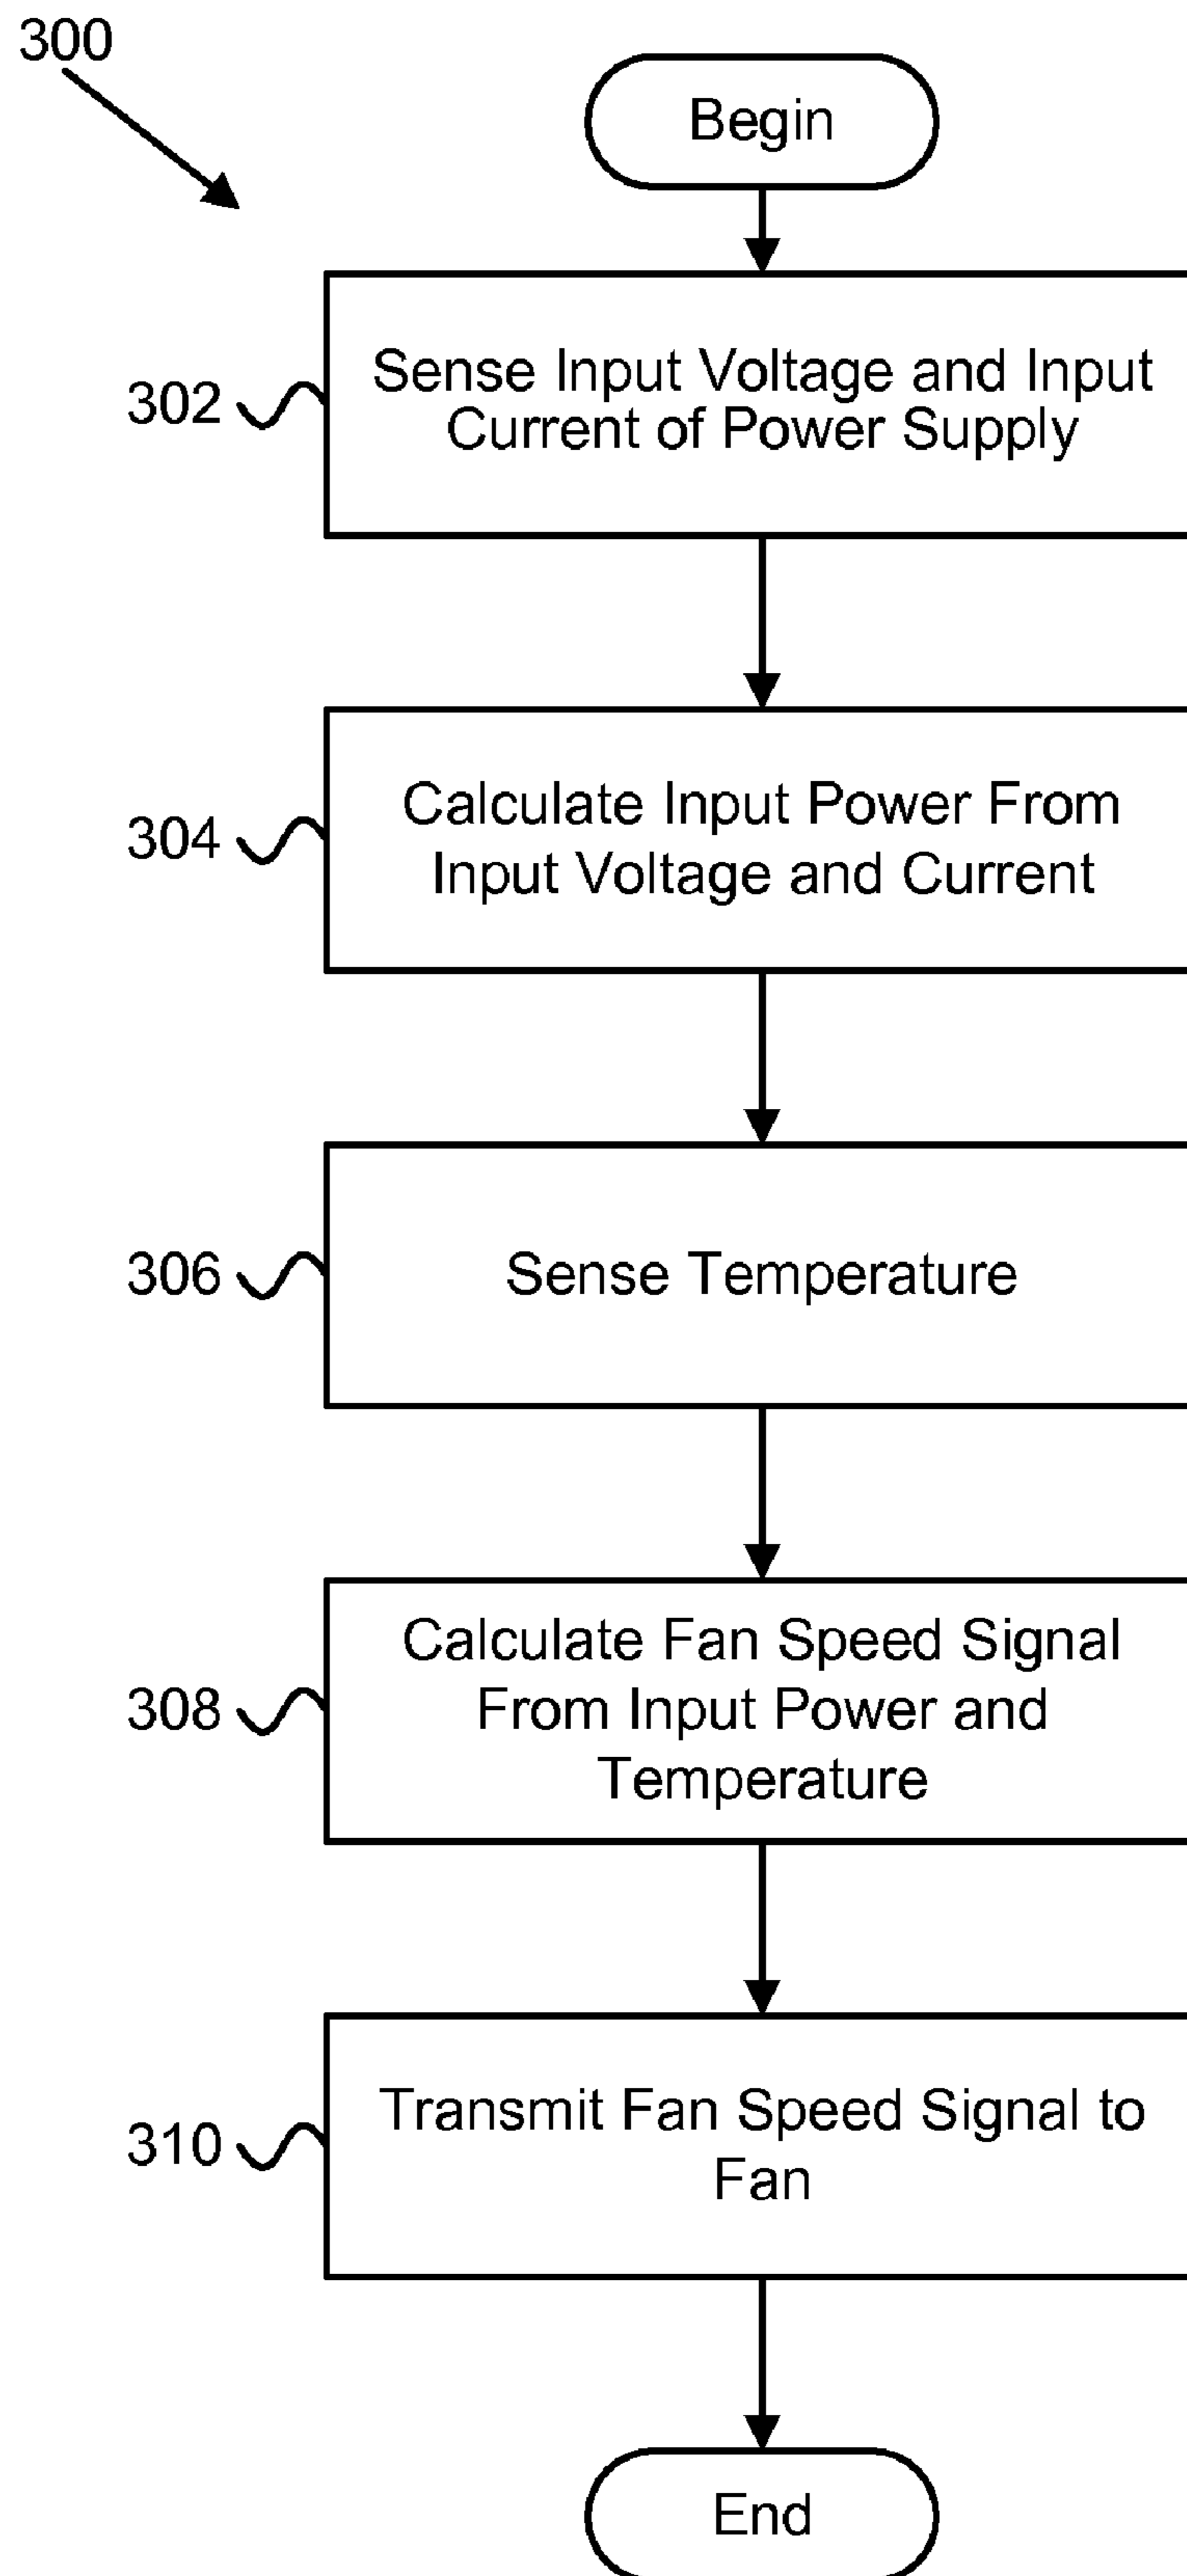 300
Begin
302
Sense Input Voltage and Input
Current of Power Supply
304
Calculate Input Power From
Input Voltage and Current
306
Sense Temperature
308
Calculate Fan Speed Signal
From Input Power and
Temperature
310
Transmit Fan Speed Signal to
Fan
End